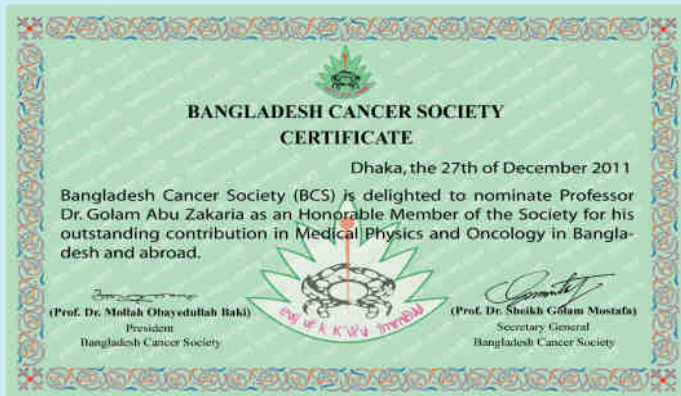 BANGLADESH CANCER SOCIETY
CERTIFICATE
Dhaka, the 27th of December 2011
Bangladesh Cancer Society (BCS) is delighted to nominate Professor
Dr. Golam Abu Zakaria as an Honorable Member of the Society for his
outstanding contribution in Medical Physics and Oncology in Bangla-
desh and abroad.
(Prof. Dr. Mollah Obayedullah Baki)
President
Bangladesh Cancer Society
(Prof. Dr. Sheikh Golam Mostafa)
Secretary General
Bangladesh Cancer Society